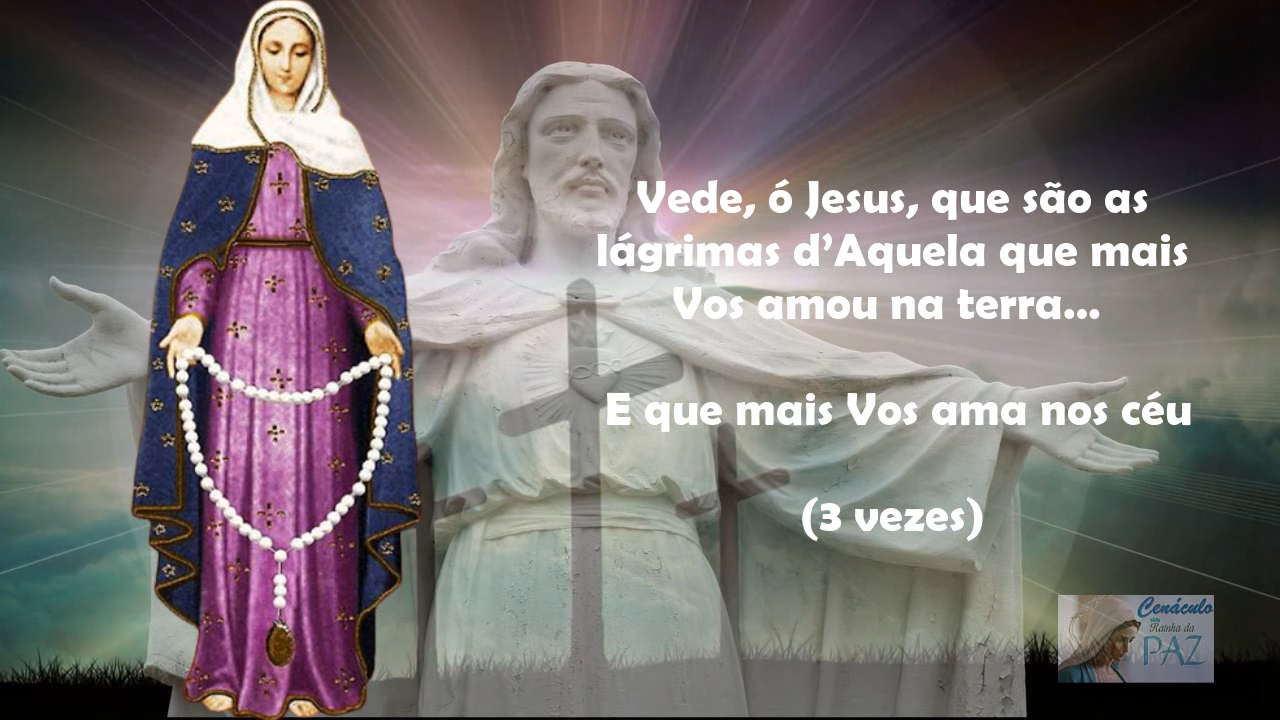 Vede, ó Jesus, que são as
lágrimas d’Aquela que mais
Vos amou na terra...
E que mais Vos ama nos céu
(3 vezes)
Cenáculo
Rainha da
PAZ